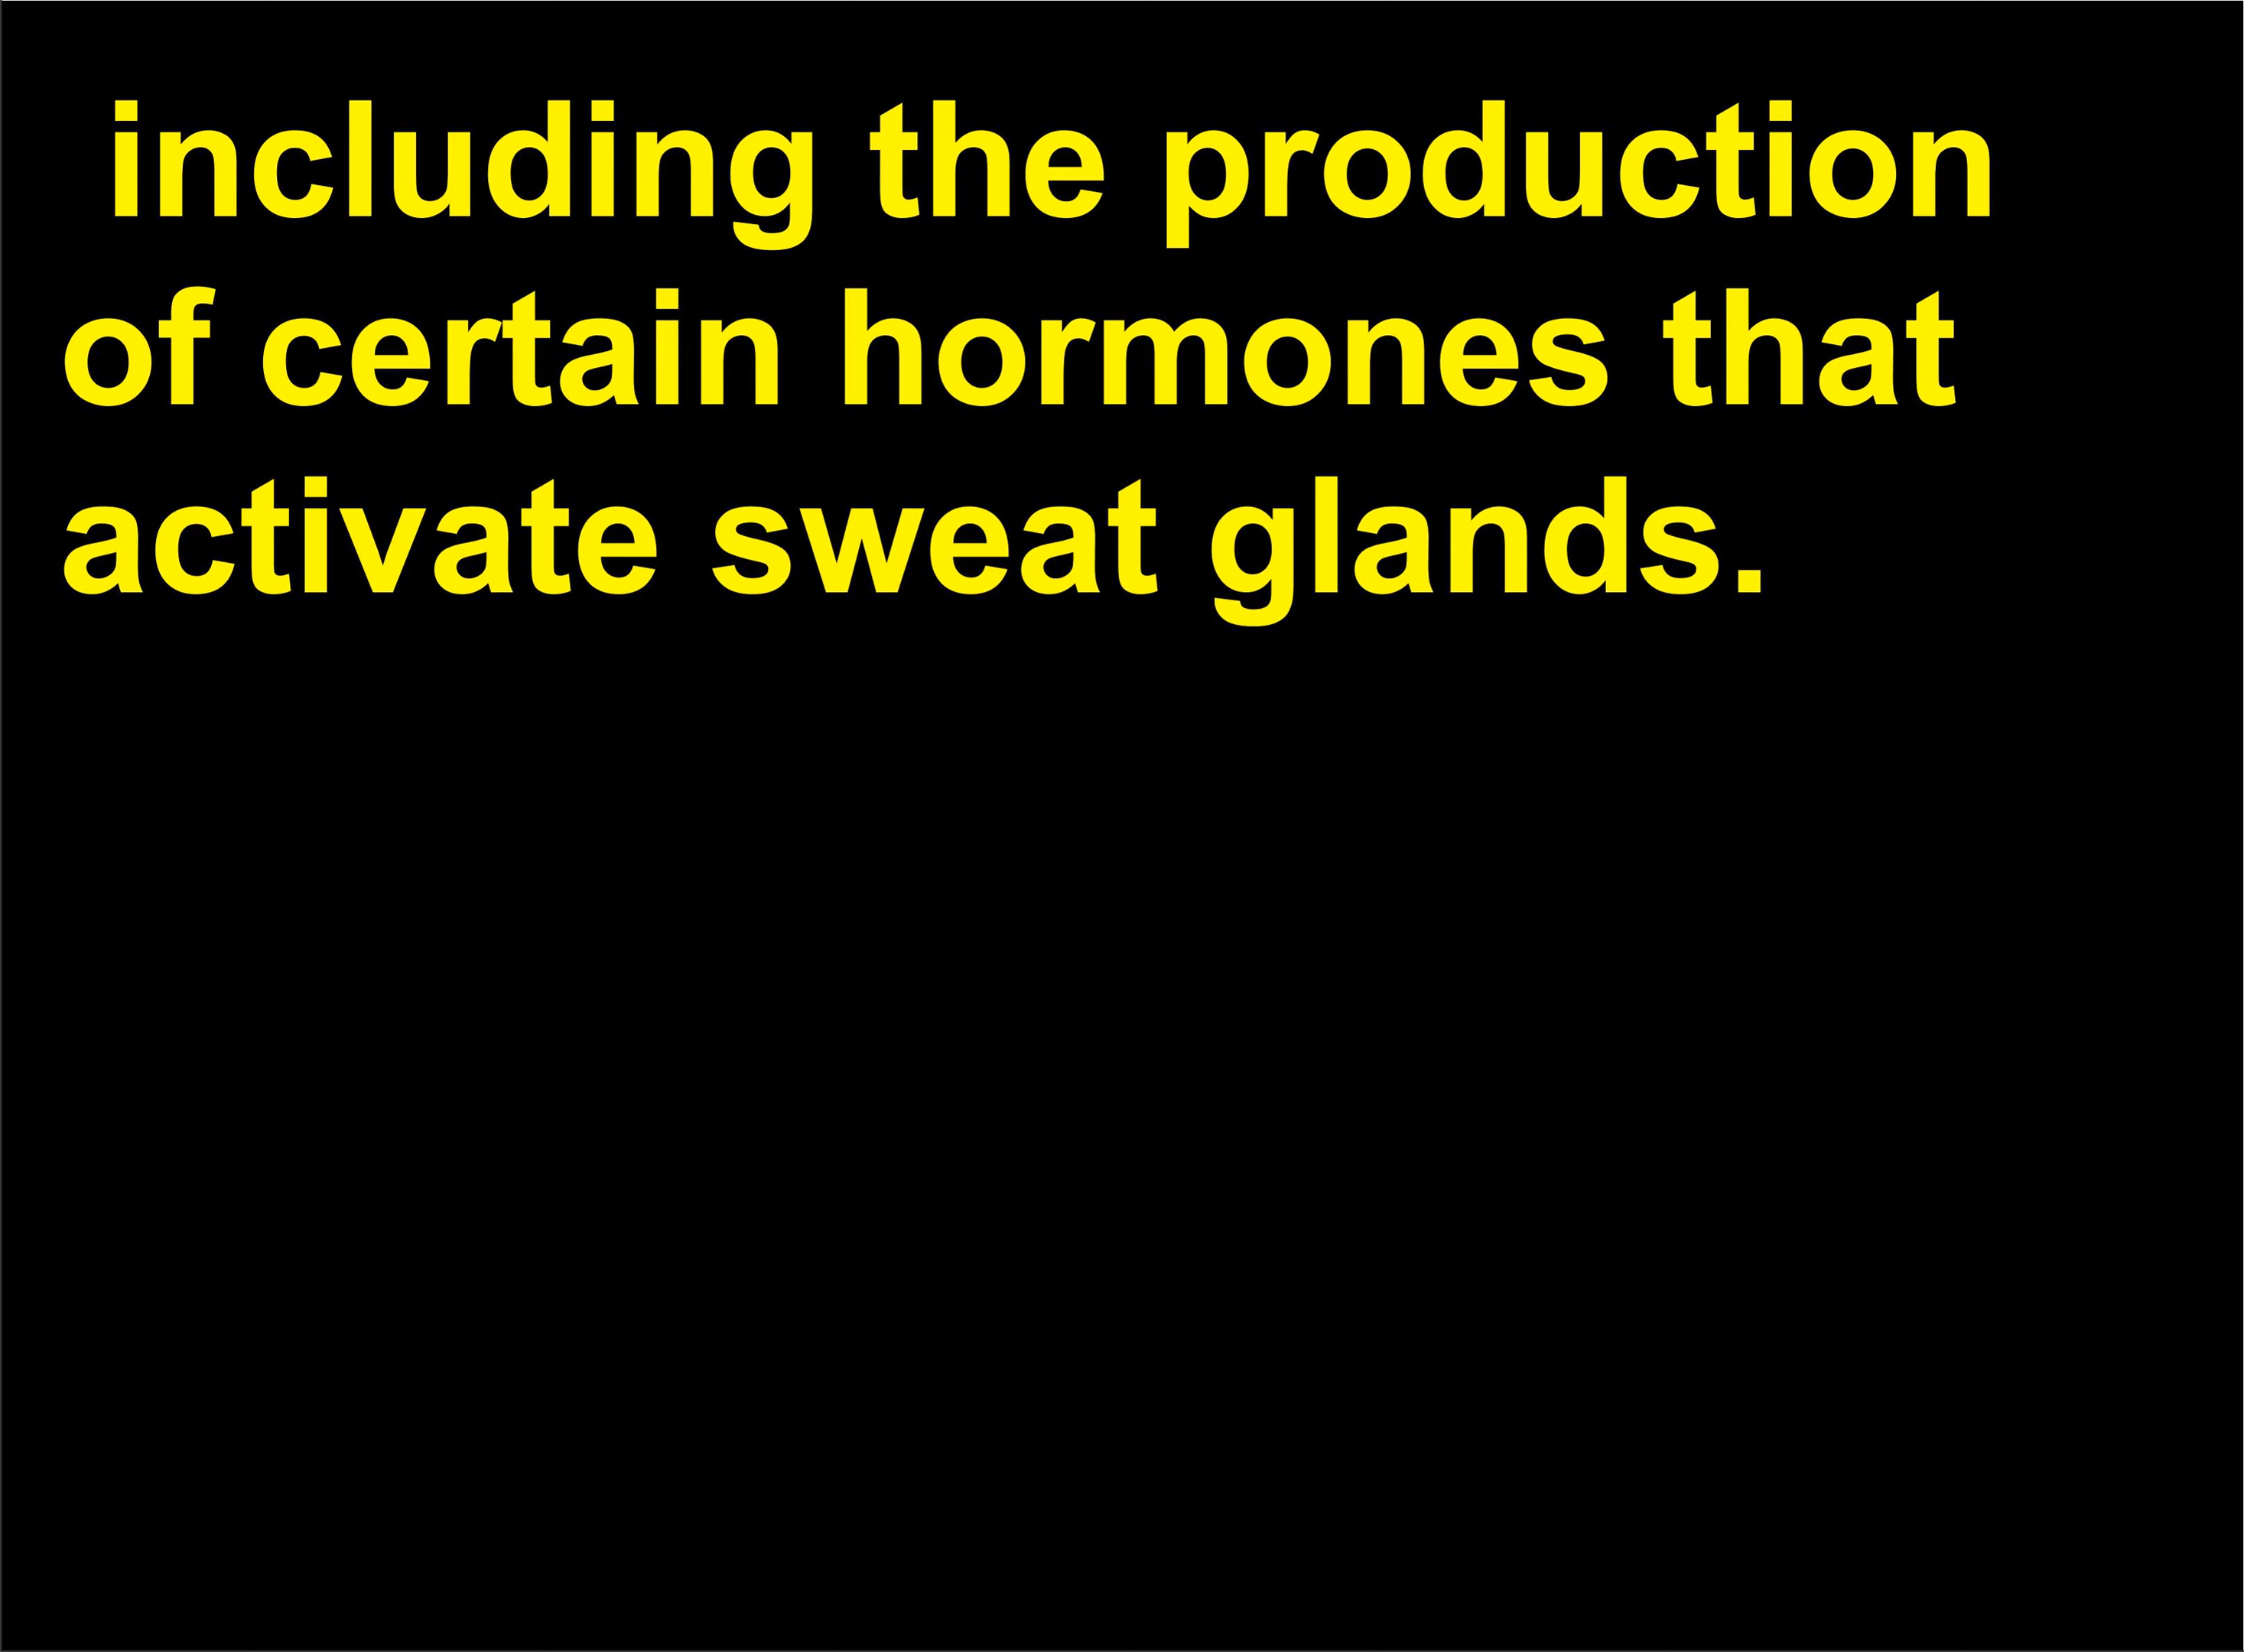 including the production
of certain hormones that
activate sweat glands.